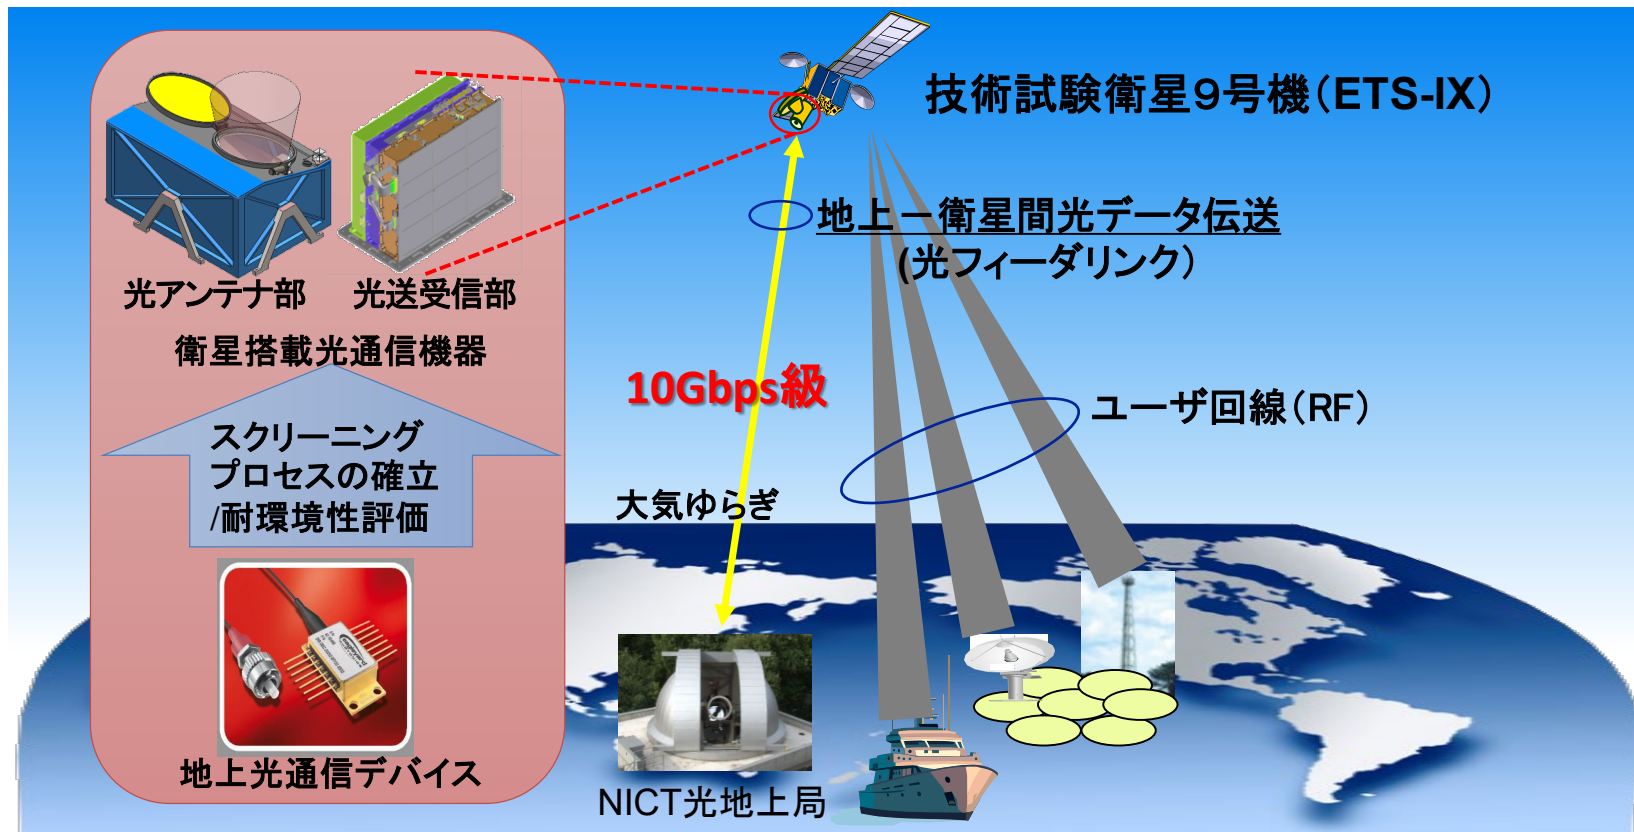 技術試験衛星９号機（ETS-IX）
地上－衛星間光データ伝送
(光フィーダリンク）
光アンテナ部
光送受信部
衛星搭載光通信機器
10Gbps級
ユーザ回線（RF）
スクリーニング
プロセスの確立
/耐環境性評価
大気ゆらぎ
地上光通信デバイス
NICT光地上局